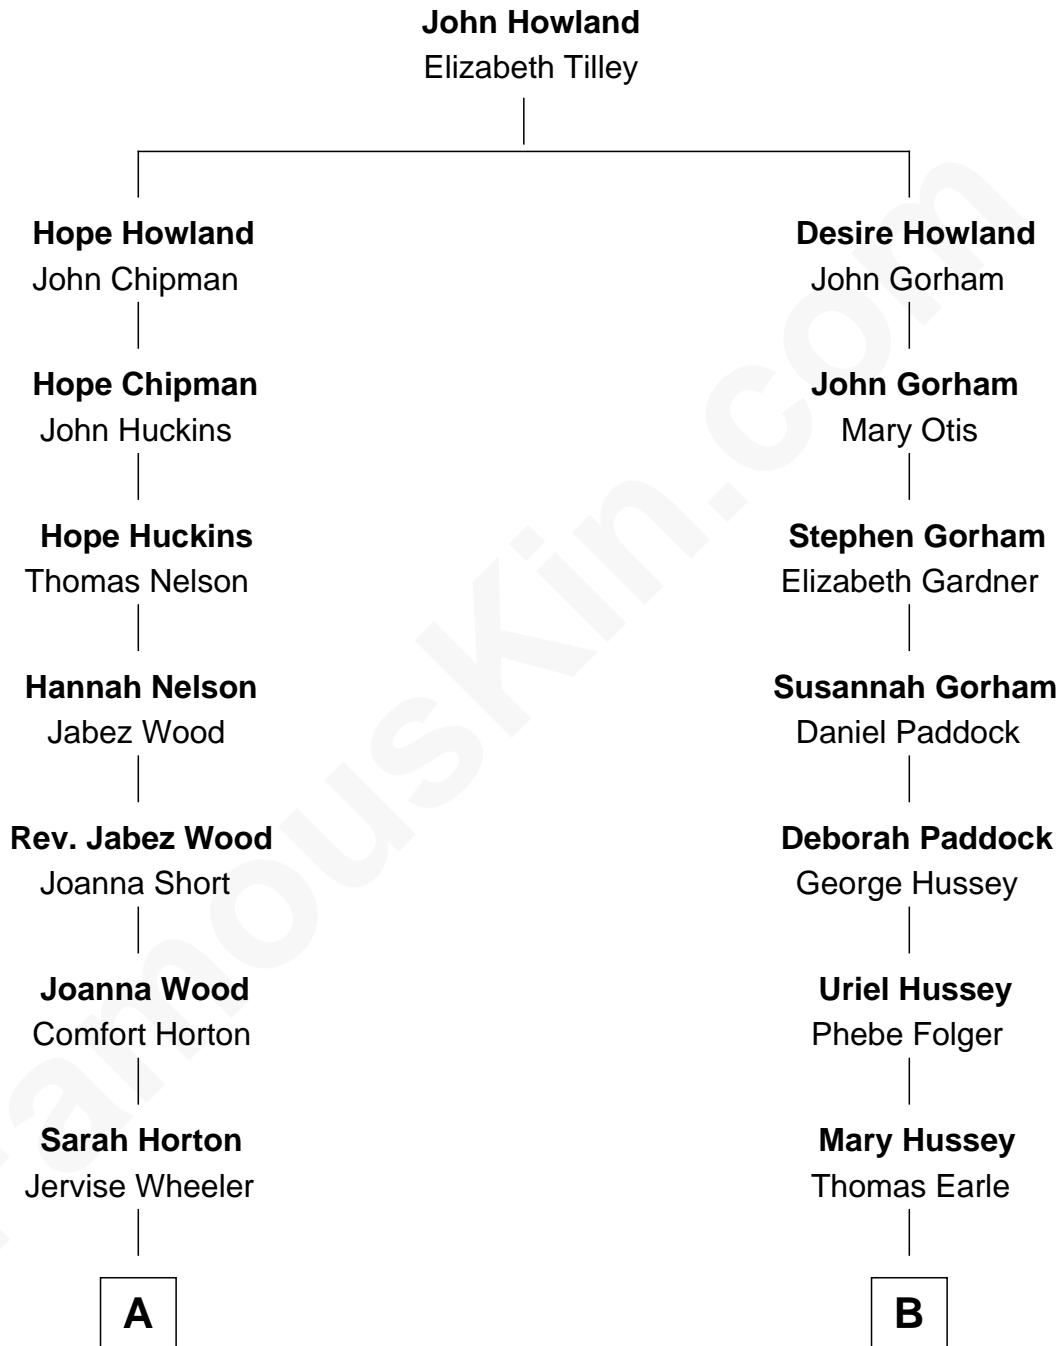 John Howland
Elizabeth Tilley
Hope Howland
John Chipman
Desire Howland
John Gorham
Hope Chipman
John Huckins
John Gorham
Mary Otis
Hope Huckins
Thomas Nelson
Stephen Gorham
Elizabeth Gardner
Hannah Nelson
Jabez Wood
Susannah Gorham
Daniel Paddock
Rev. Jabez Wood
Joanna Short
Deborah Paddock
George Hussey
Joanna Wood
Comfort Horton
Uriel Hussey
Phebe Folger
Sarah Horton
Jervise Wheeler
Mary Hussey
Thomas Earle
A
B
FamousKin.com